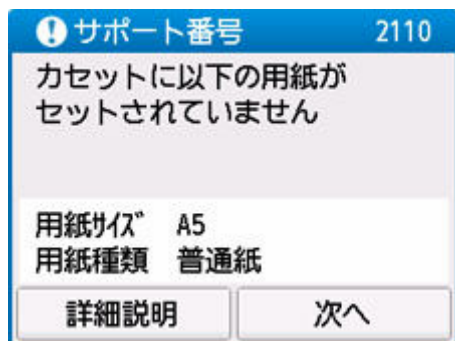 サポート番号 2110
カセットに以下の用紙が
セットされていません
用紙サイズ A5
用紙種類 普通紙
詳細説明 次へ